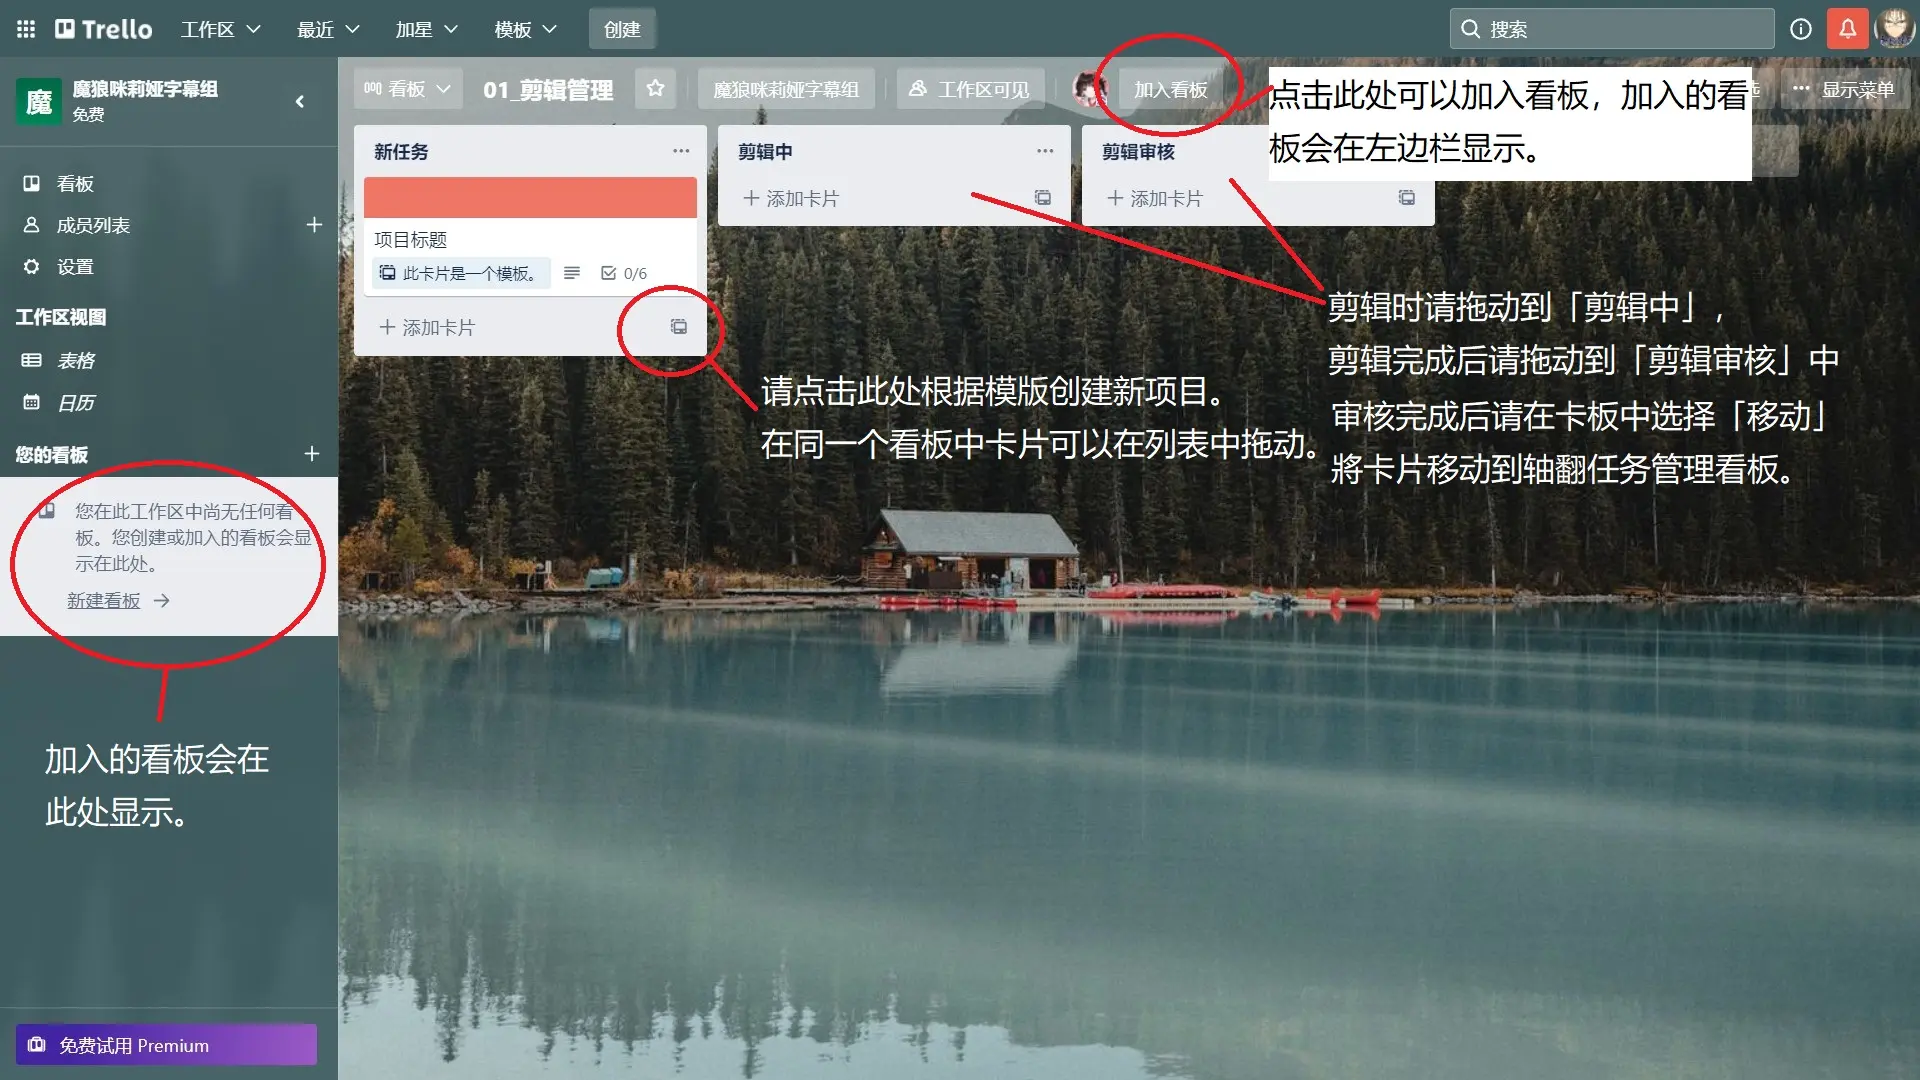 Trello 工作区 最近 加星 模板 创建 搜索
魔 魔狼咪莉娅字幕组
免费
看板 01_剪辑管理 魔狼咪莉娅字幕组 工作区可见 加入看板 显示菜单
点击此处可以加入看板，加入的看
板会在左边栏显示。
看板
成员列表
设置
工作区视图
表格
日历
您的看板
您在此工作区中尚无任何看
板。您创建或加入的看板会显
示在此处。
新建看板
加入的看板会在
此处显示。
免费试用 Premium
新任务
项目标题
此卡片是一个模板。 0/6
添加卡片
剪辑中
添加卡片
剪辑审核
添加卡片
请点击此处根据模版创建新项目。
在同一个看板中卡片可以在列表中拖动。
剪辑时请拖动到「剪辑中」，
剪辑完成后请拖动到「剪辑审核」中
审核完成后请在卡板中选择「移动」
將卡片移动到轴翻任务管理看板。